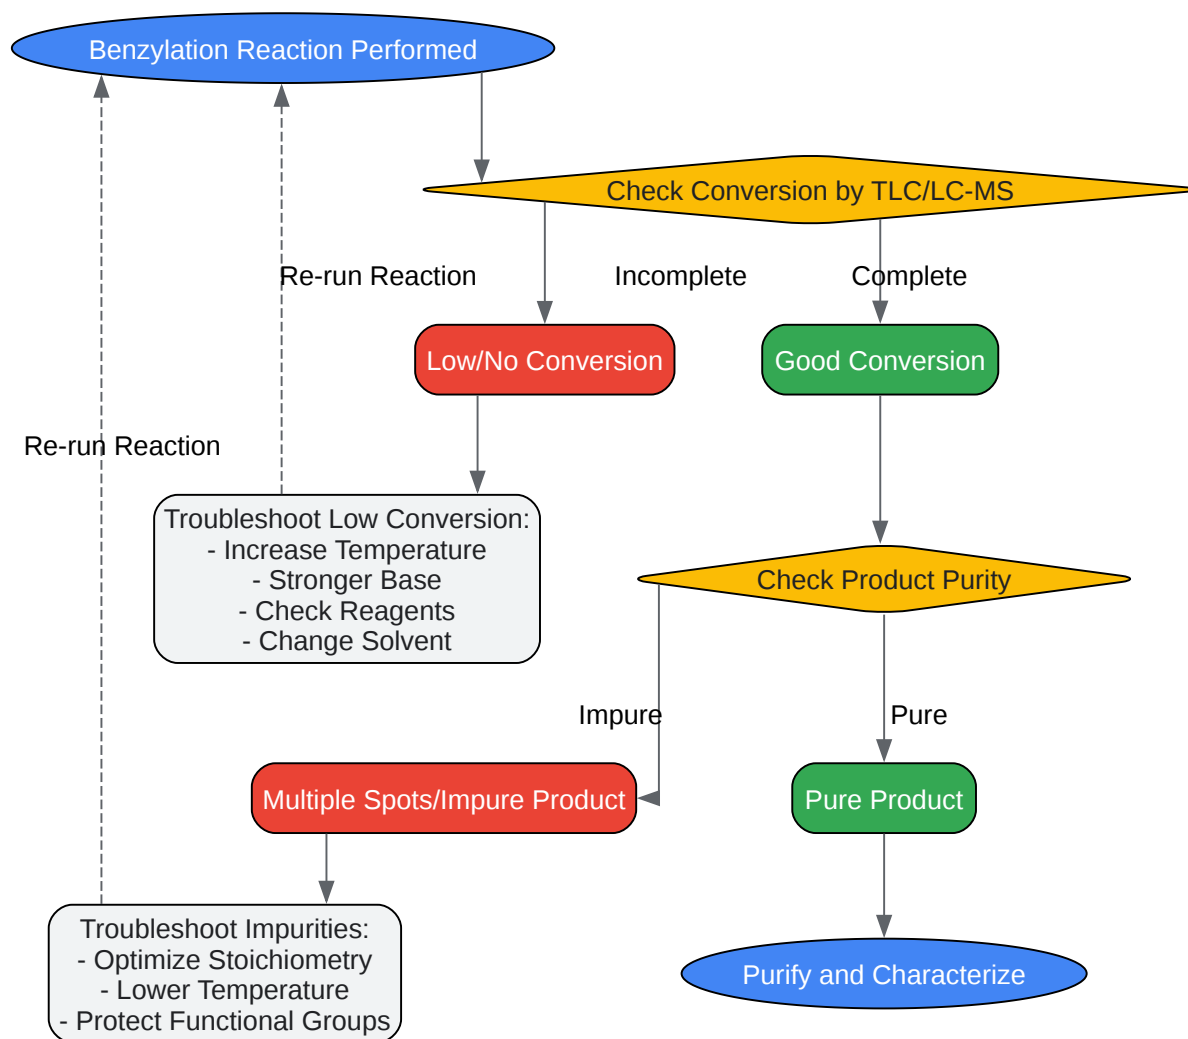 Benzylation Reaction Performed
Check Conversion by TLC/LC-MS
Re-run Reaction
Incomplete
Complete
Low/No Conversion
Good Conversion
Re-run Reaction
Troubleshoot Low Conversion:
- Increase Temperature
- Stronger Base
- Check Reagents
- Change Solvent
Check Product Purity
Impure
Pure
Multiple Spots/Impure Product
Pure Product
Troubleshoot Impurities:
- Optimize Stoichiometry
- Lower Temperature
- Protect Functional Groups
Purify and Characterize